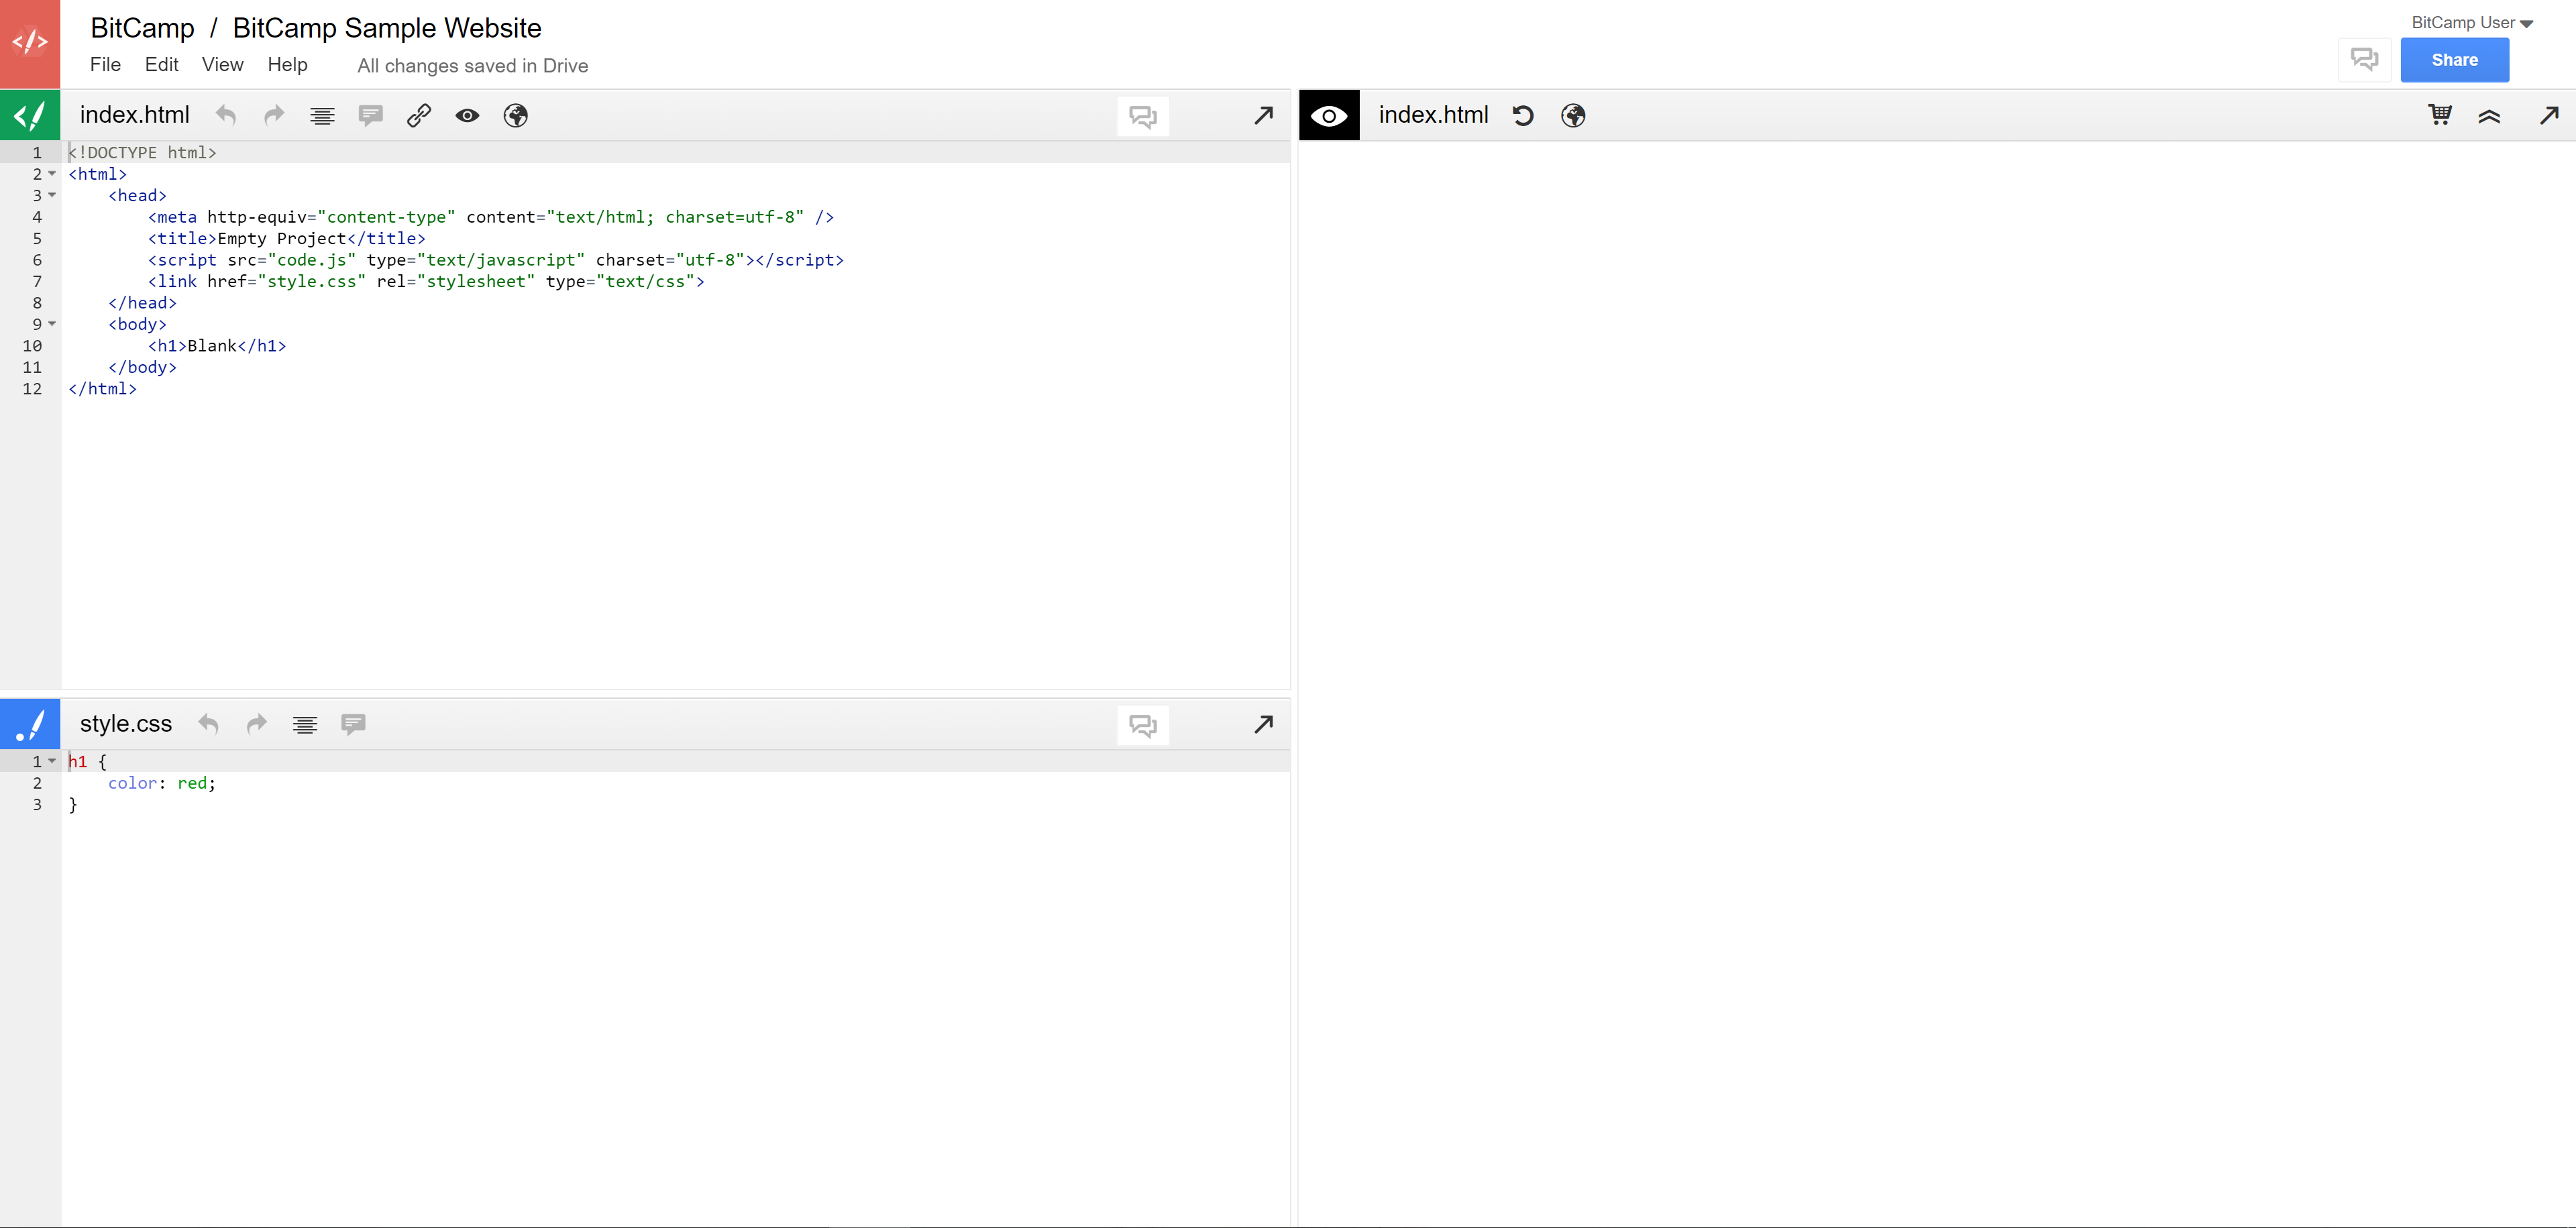 BitCamp / BitCamp Sample Website
BitCamp User
File Edit View Help All changes saved in Drive
Share
index.html
1 <!DOCTYPE html>
2 <html>
3     <head>
4         <meta http-equiv="content-type" content="text/html; charset=utf-8" />
5         <title>Empty Project</title>
6         <script src="code.js" type="text/javascript" charset="utf-8"></script>
7         <link href="style.css" rel="stylesheet" type="text/css">
8     </head>
9     <body>
10         <h1>Blank</h1>
11     </body>
12 </html>
style.css
1 h1 {
2     color: red;
3 }
index.html